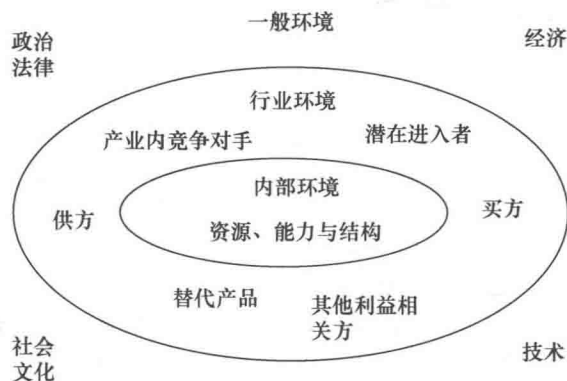 一般环境
政治
法律
经济
行业环境
产业内竞争对手
潜在进入者
内部环境
供方
买方
资源、能力与结构
替代产品
其他利益相
关方
社会
文化
技术